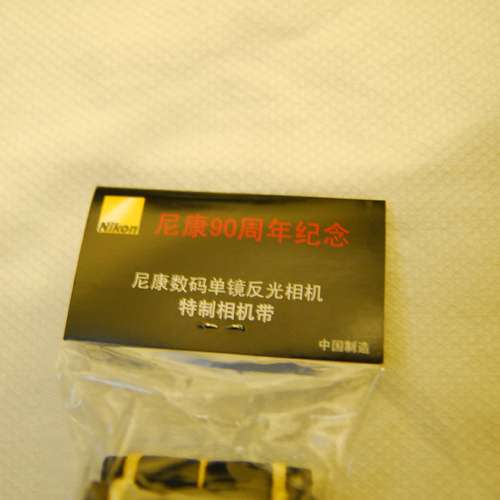 Nikon
尼康90周年纪念
尼康数码单镜反光相机
特制相机带
中国制造